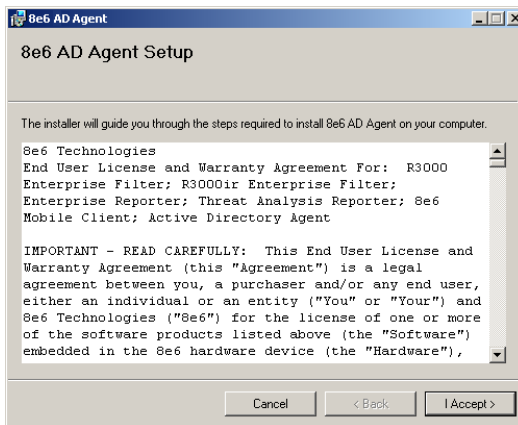 8e6 AD Agent
8e6 AD Agent Setup
The installer will guide you through the steps required to install 8e6 AD Agent on your computer.
8e6 Technologies
End User License and Warranty Agreement For:  R3000
Enterprise Filter; R3000ir Enterprise Filter;
Enterprise Reporter; Threat Analysis Reporter; 8e6
Mobile Client; Active Directory Agent
IMPORTANT - READ CAREFULLY:  This End User License and
Warranty Agreement (this "Agreement") is a legal
agreement between you, a purchaser and/or any end user,
either an individual or an entity ("You" or "Your") and
8e6 Technologies ("8e6") for the license of one or more
of the software products listed above (the "Software")
embedded in the 8e6 hardware device (the "Hardware"),
Cancel
< Back
I Accept >